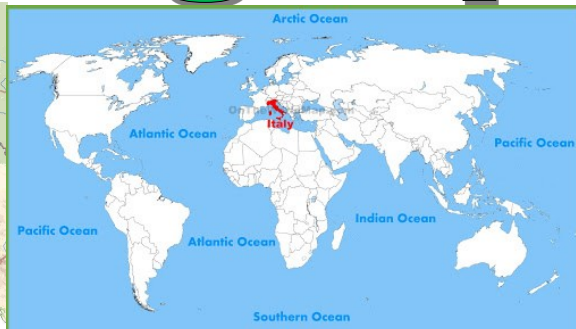 Arctic Ocean
Italy
Atlantic Ocean
Pacific Ocean
Indian Ocean
Pacific Ocean
Atlantic Ocean
Southern Ocean